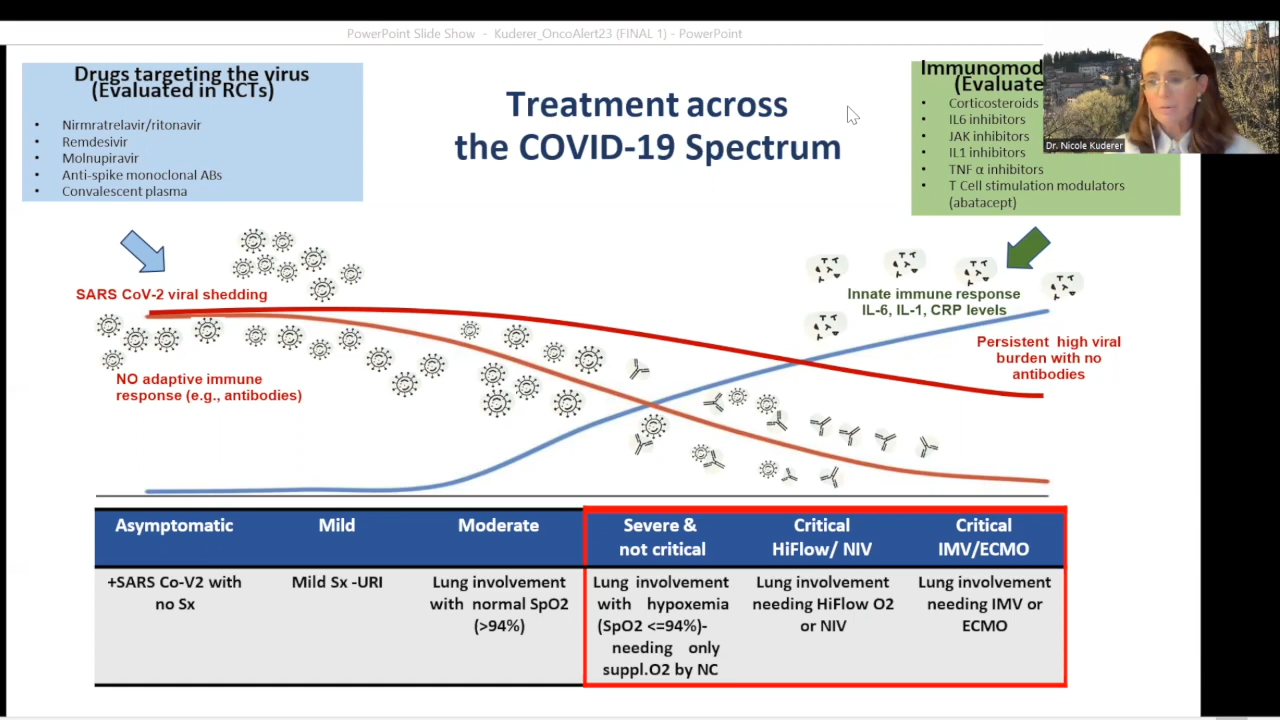 PowerPoint Slide Show - Kuderer_OncoAlert23 (FINAL 1) - PowerPoint
Drugs targeting the virus
(Evaluated in RCTs)
• Nirmratrelavir/ritonavir
• Remdesivir
• Molnupiravir
• Anti-spike monoclonal ABs
• Convalescent plasma
Treatment across
the COVID-19 Spectrum
Immunomod
(Evaluate
• Corticosteroids
• IL6 inhibitors
• JAK inhibitors
• IL1 inhibitors
• TNF α inhibitors
• T Cell stimulation modulators
(abatacept)
Dr. Nicole Kuderer
SARS CoV-2 viral shedding
NO adaptive immune
response (e.g., antibodies)
Innate immune response
IL-6, IL-1, CRP levels
Persistent high viral
burden with no
antibodies
Asymptomatic
Mild
Moderate
Severe &
not critical
Critical
HiFlow/ NIV
Critical
IMV/ECMO
+SARS Co-V2 with
no Sx
Mild Sx -URI
Lung involvement
with normal SpO2
(>94%)
Lung involvement
with hypoxemia
(SpO2 <=94%)-
needing only
suppl.O2 by NC
Lung involvement
needing HiFlow O2
or NIV
Lung involvement
needing IMV or
ECMO